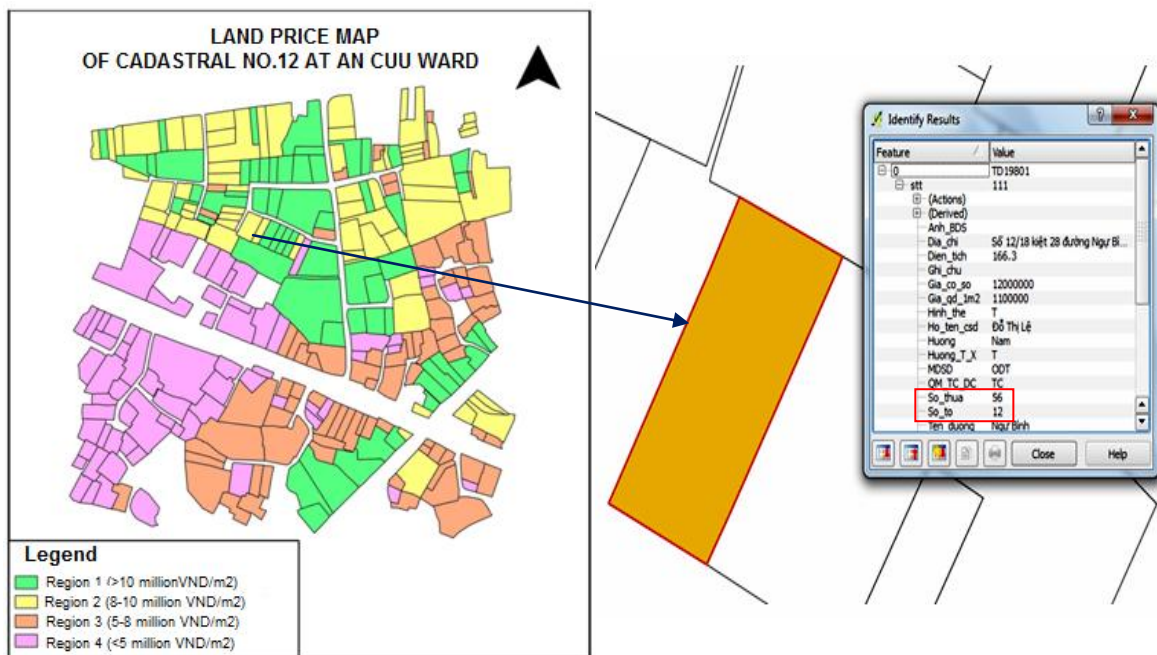 LAND PRICE MAP
OF CADASTRAL NO.12 AT AN CUU WARD
Legend
Region 1 (>10 millionVND/m2)
Region 2 (8-10 million VND/m2)
Region 3 (5-8 million VND/m2)
Region 4 (<5 million VND/m2)
Identify Results
Feature Value
0 TD19801
stt 111
(Actions)
(Derived)
Anh_BDS
Dia_chi Số 12/18 kiệt 28 đường Ngự Bì...
Dien_tich 166.3
Ghi_chu
Gia_co_so 12000000
Gia_qd_1m2 1100000
Hinh_the T
Ho_ten_csd Đỗ Thị Lệ
Huong Nam
Huong_T_X T
MDSD ODT
QM_TC_DC TC
So_thua 56
So_to 12
Ten_duong Ngự Bình
Close Help